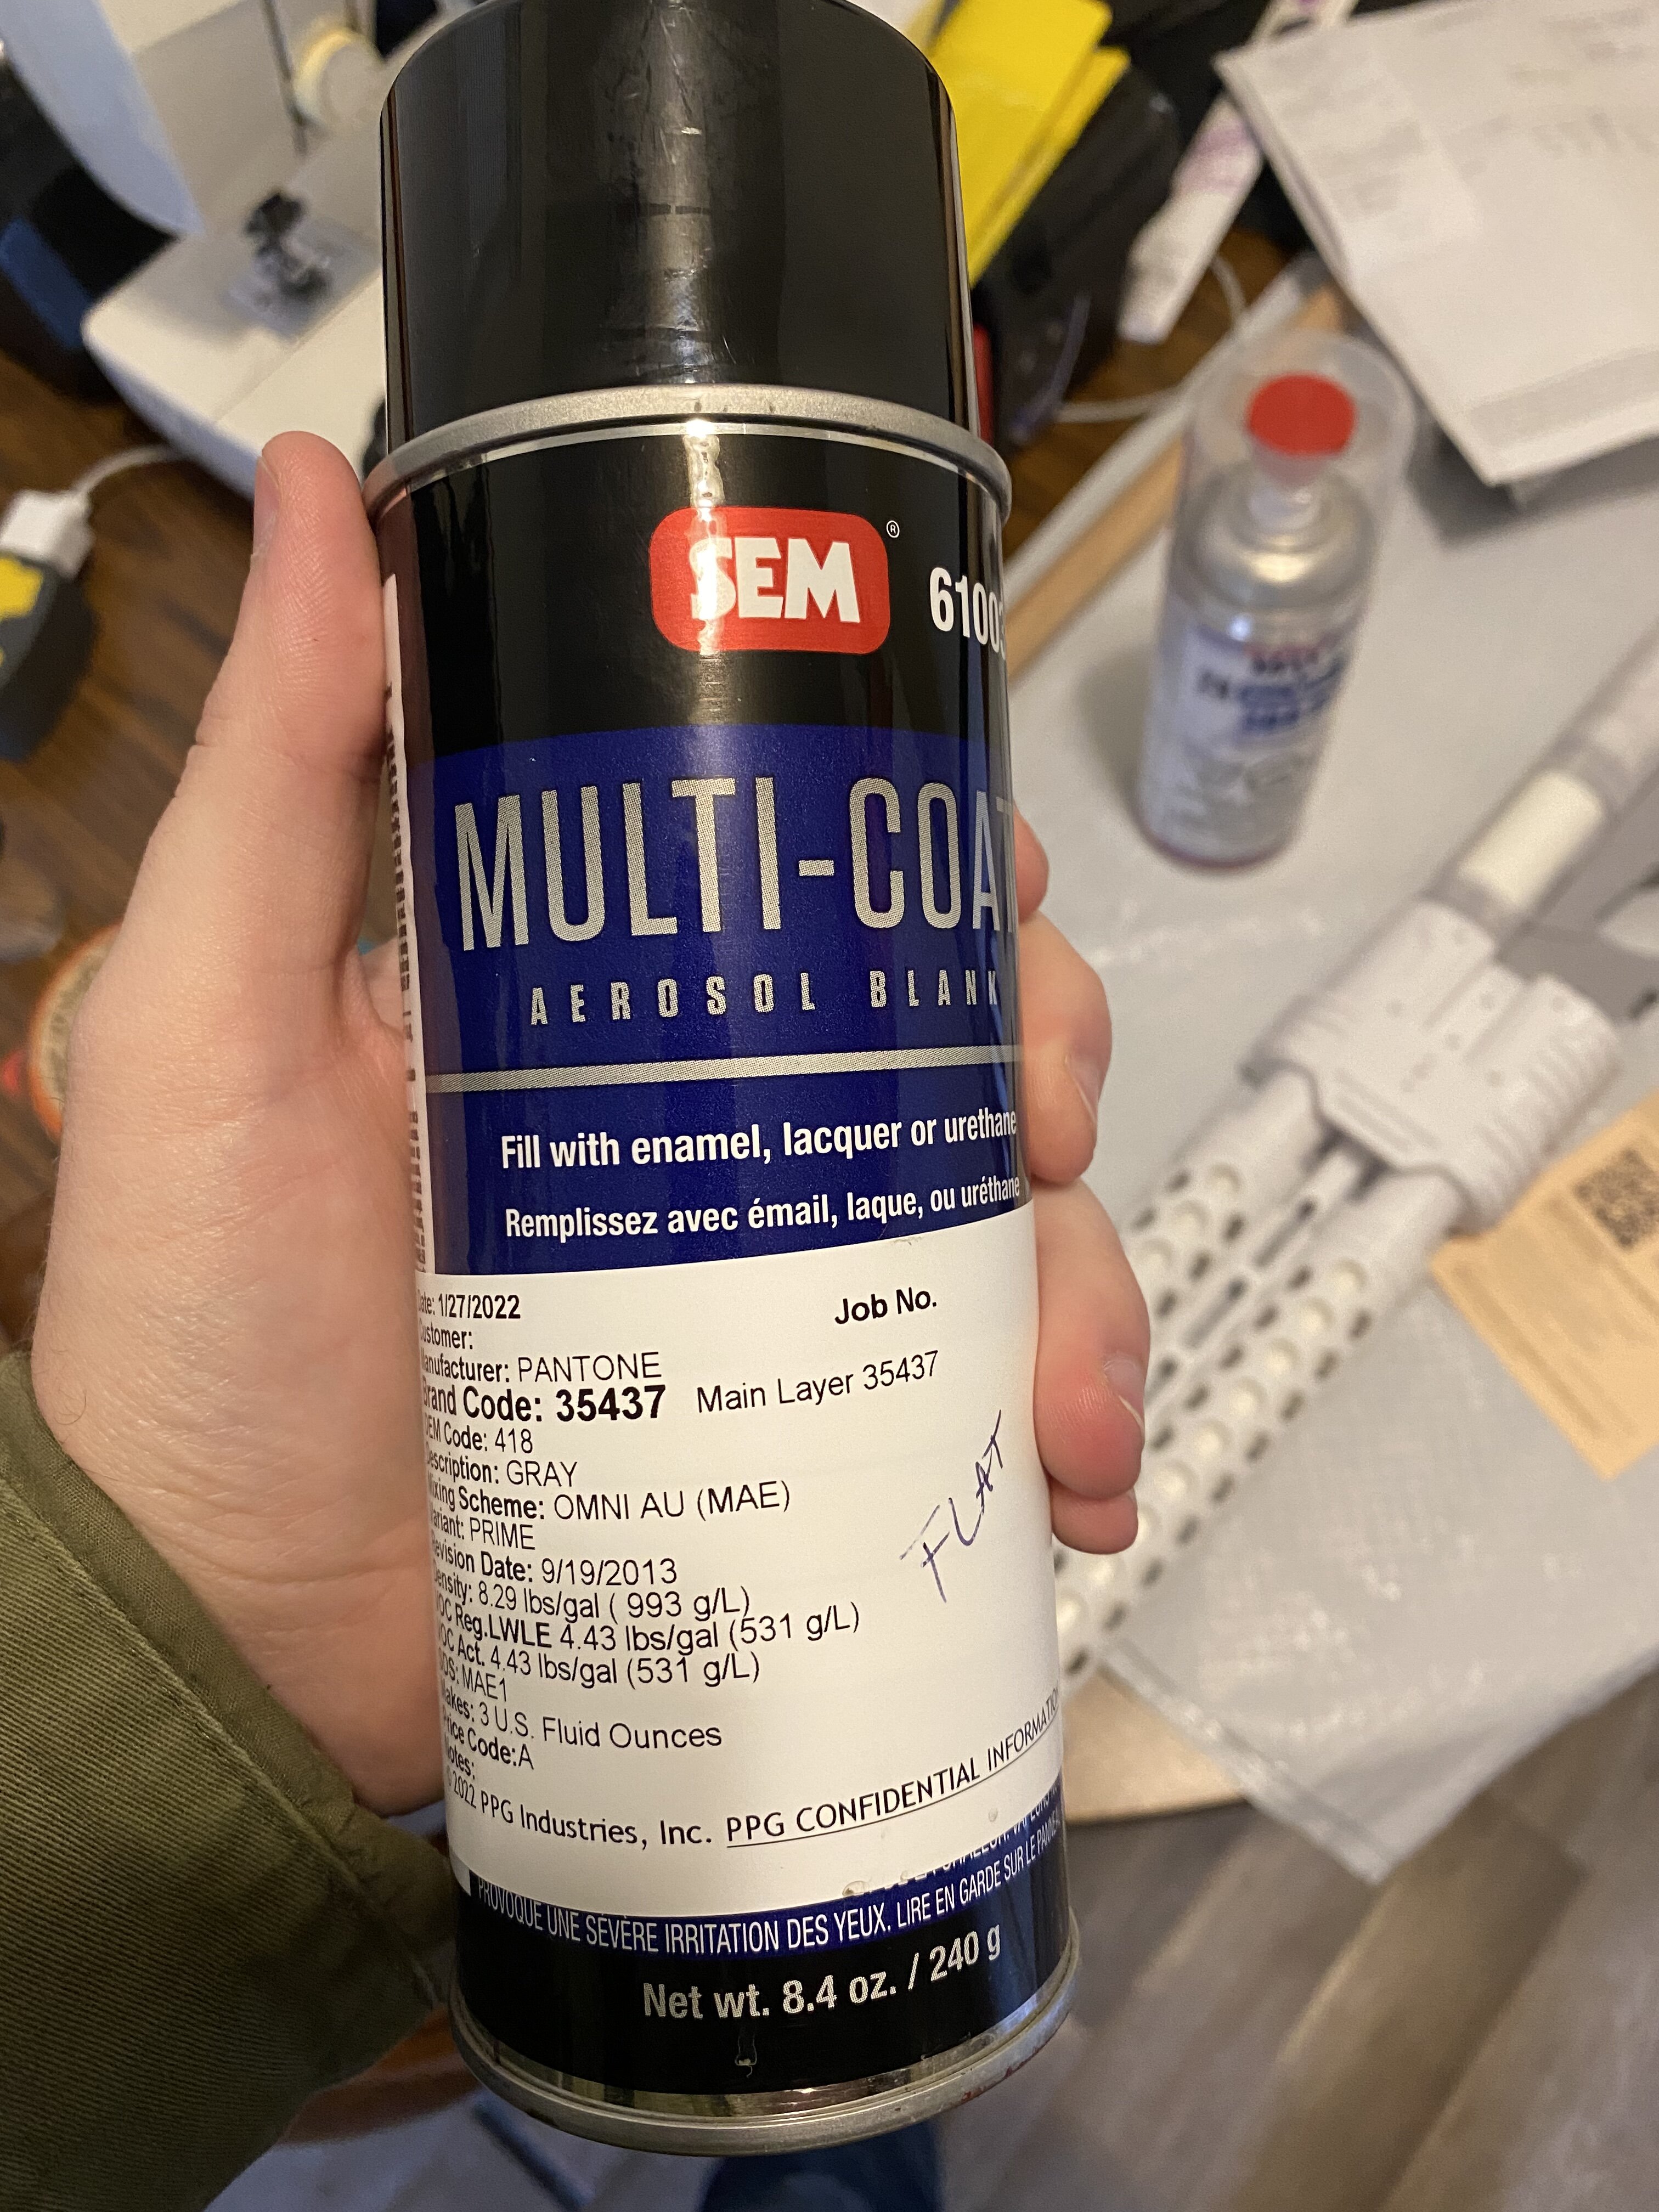 SEM ®
6100
MULTI-COAT
AEROSOL BLANK
Fill with enamel, lacquer or urethane
Remplissez avec émail, laque, ou uréthane
ate: 1/27/2022 Job No.
ustomer:
anufacturer: PANTONE
rand Code: 35437 Main Layer 35437
EM Code: 418
escription: GRAY
ixing Scheme: OMNI AU (MAE)
ariant: PRIME
evision Date: 9/19/2013
ensity: 8.29 lbs/gal ( 993 g/L)
OC Reg.LWLE 4.43 lbs/gal (531 g/L)
OC Act. 4.43 lbs/gal (531 g/L)
DS: MAE1
akes: 3 U.S. Fluid Ounces
rice Code:A
Notes:
© 2022 PPG Industries, Inc. PPG CONFIDENTIAL INFORMATION
FLAT
PROVOQUE UNE SÉVÈRE IRRITATION DES YEUX. LIRE EN GARDE SUR LE
Net wt. 8.4 oz. / 240 g